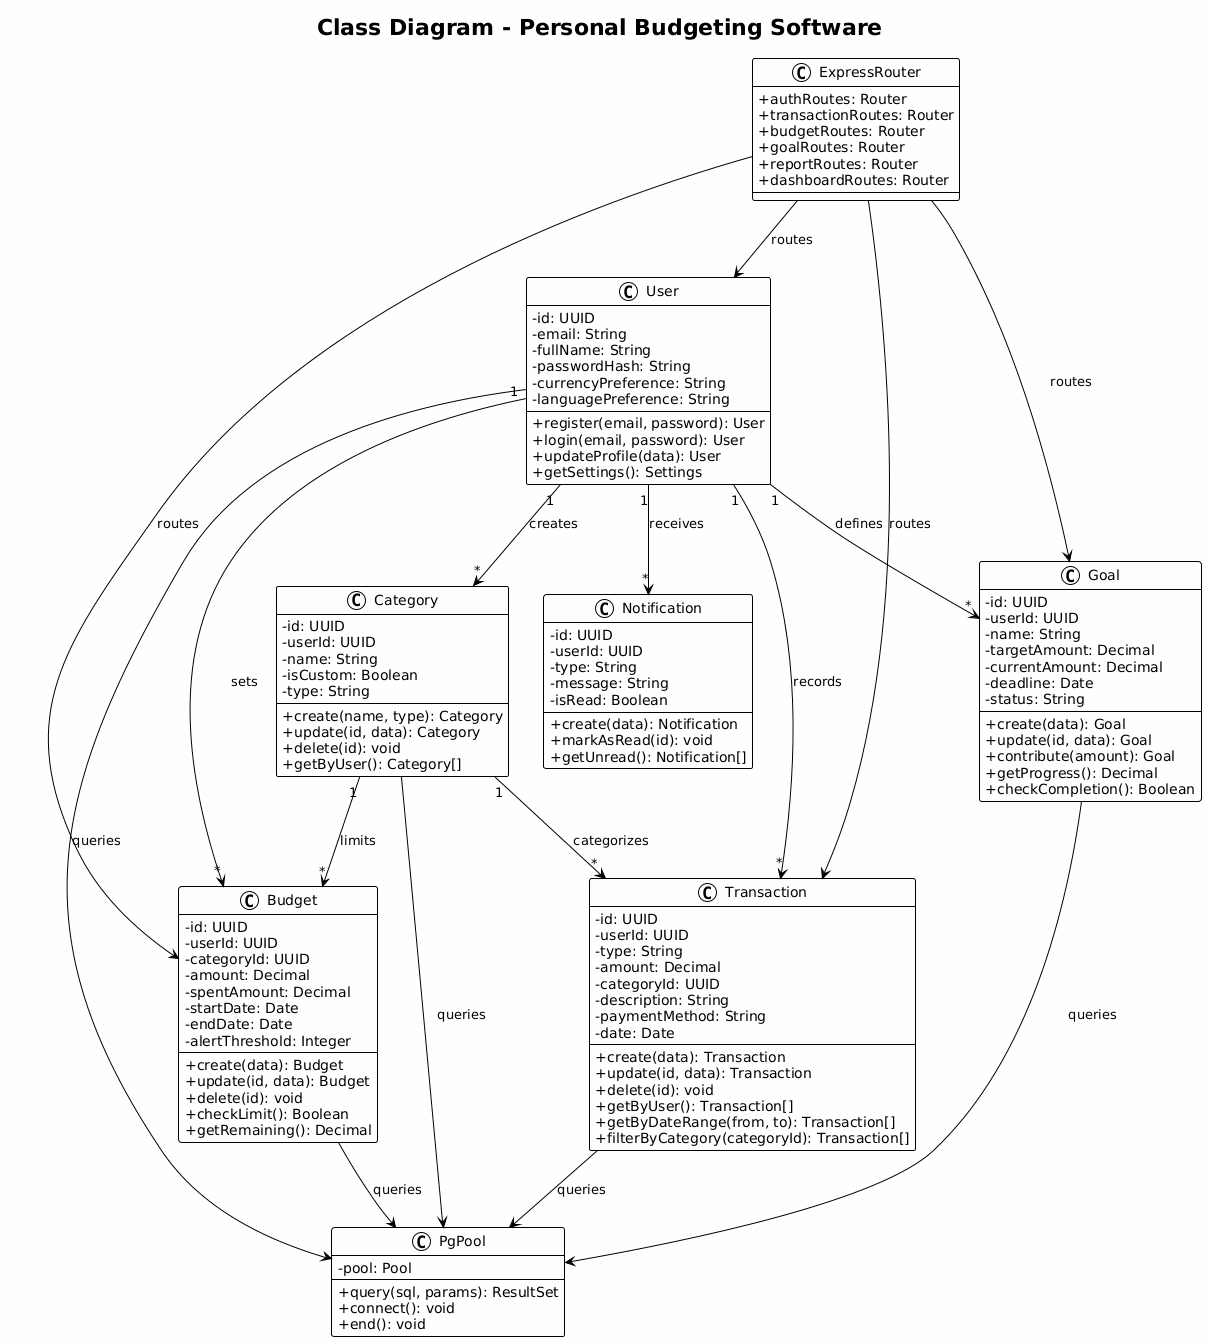 Class Diagram - Personal Budgeting Software
C ExpressRouter
+authRoutes: Router
+transactionRoutes: Router
+budgetRoutes: Router
+goalRoutes: Router
+reportRoutes: Router
+dashboardRoutes: Router
routes
C User
-id: UUID
-email: String
-fullName: String
-passwordHash: String
-currencyPreference: String
-languagePreference: String
+register(email, password): User
+login(email, password): User
+updateProfile(data): User
+getSettings(): Settings
routes
1
1
1
1
1
routes
creates
receives
defines
routes
*
*
*
C Category
-id: UUID
-userId: UUID
-name: String
-isCustom: Boolean
-type: String
+create(name, type): Category
+update(id, data): Category
+delete(id): void
+getByUser(): Category[]
C Notification
-id: UUID
-userId: UUID
-type: String
-message: String
-isRead: Boolean
+create(data): Notification
+markAsRead(id): void
+getUnread(): Notification[]
C Goal
-id: UUID
-userId: UUID
-name: String
-targetAmount: Decimal
-currentAmount: Decimal
-deadline: Date
-status: String
+create(data): Goal
+update(id, data): Goal
+contribute(amount): Goal
+getProgress(): Decimal
+checkCompletion(): Boolean
sets
records
1
1
queries
limits
categorizes
*
*
*
*
C Budget
-id: UUID
-userId: UUID
-categoryId: UUID
-amount: Decimal
-spentAmount: Decimal
-startDate: Date
-endDate: Date
-alertThreshold: Integer
+create(data): Budget
+update(id, data): Budget
+delete(id): void
+checkLimit(): Boolean
+getRemaining(): Decimal
queries
C Transaction
-id: UUID
-userId: UUID
-type: String
-amount: Decimal
-categoryId: UUID
-description: String
-paymentMethod: String
-date: Date
+create(data): Transaction
+update(id, data): Transaction
+delete(id): void
+getByUser(): Transaction[]
+getByDateRange(from, to): Transaction[]
+filterByCategory(categoryId): Transaction[]
queries
queries
queries
C PgPool
-pool: Pool
+query(sql, params): ResultSet
+connect(): void
+end(): void